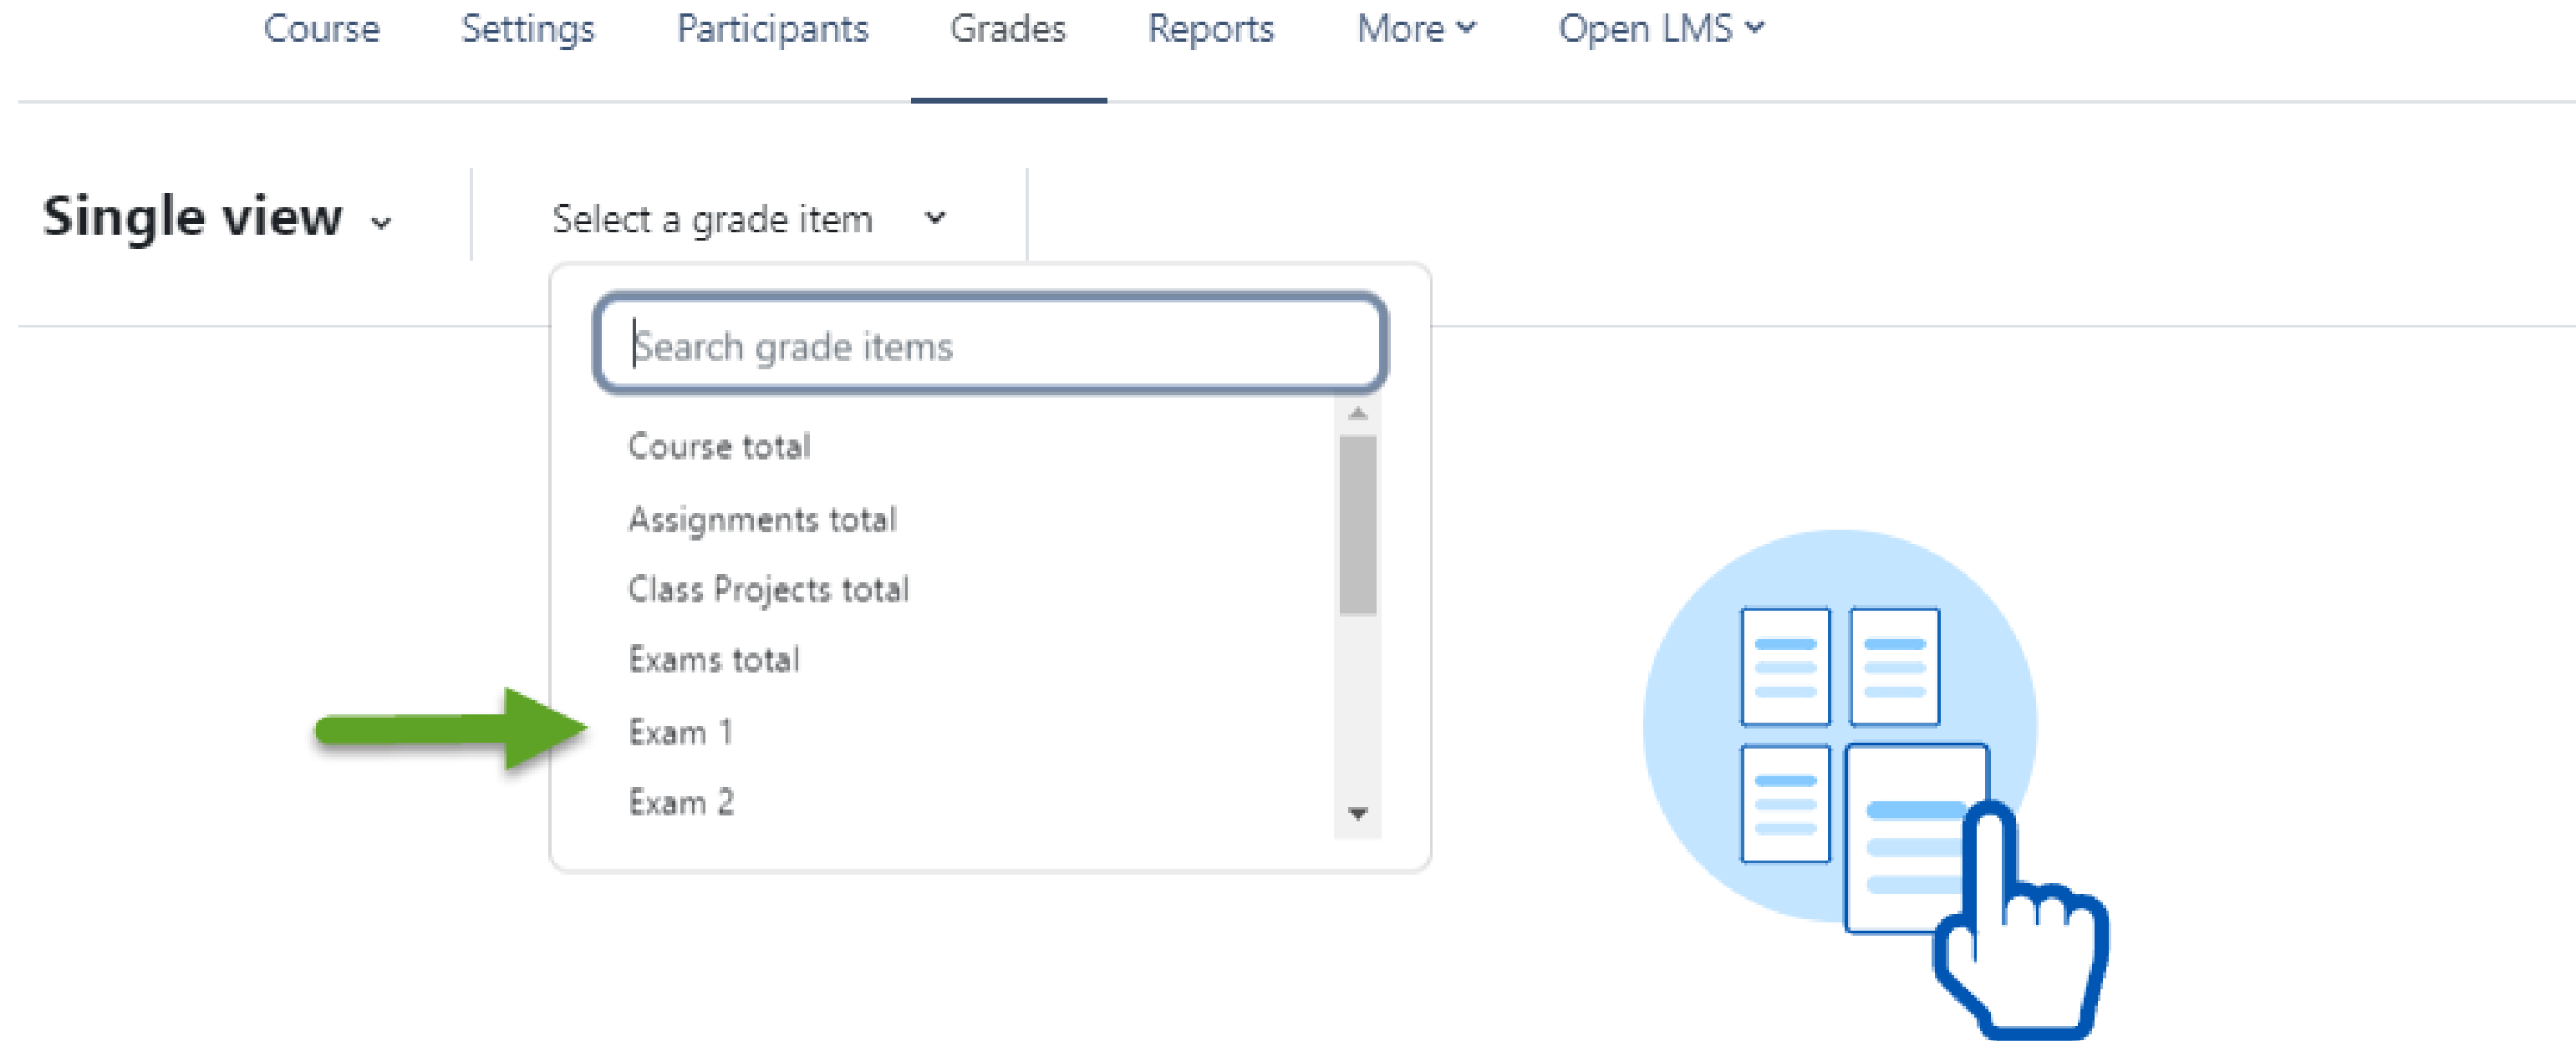 Course Settings Participants Grades Reports More Open LMS
Single view Select a grade item
Search grade items
Course total
Assignments total
Class Projects total
Exams total
Exam 1
Exam 2